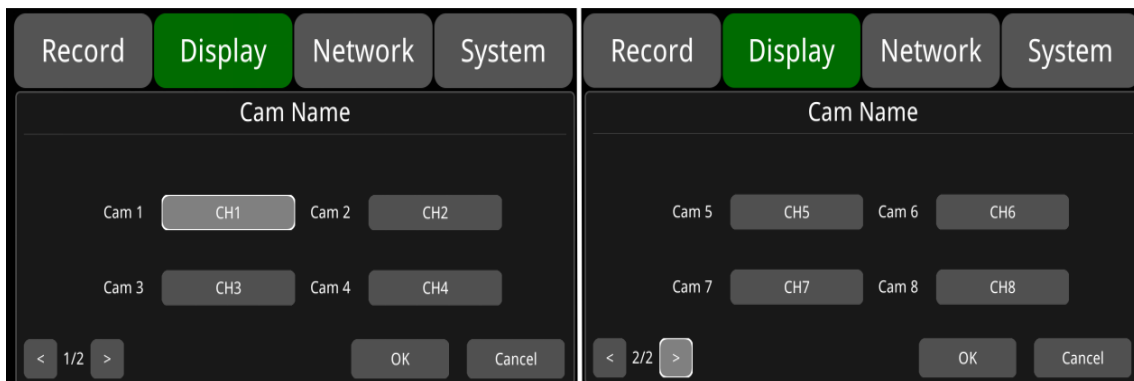 Record Display Network System
Cam Name
Cam 1 CH1 Cam 2 CH2
Cam 3 CH3 Cam 4 CH4
< 1/2 > OK Cancel
Record Display Network System
Cam Name
Cam 5 CH5 Cam 6 CH6
Cam 7 CH7 Cam 8 CH8
< 2/2 > OK Cancel